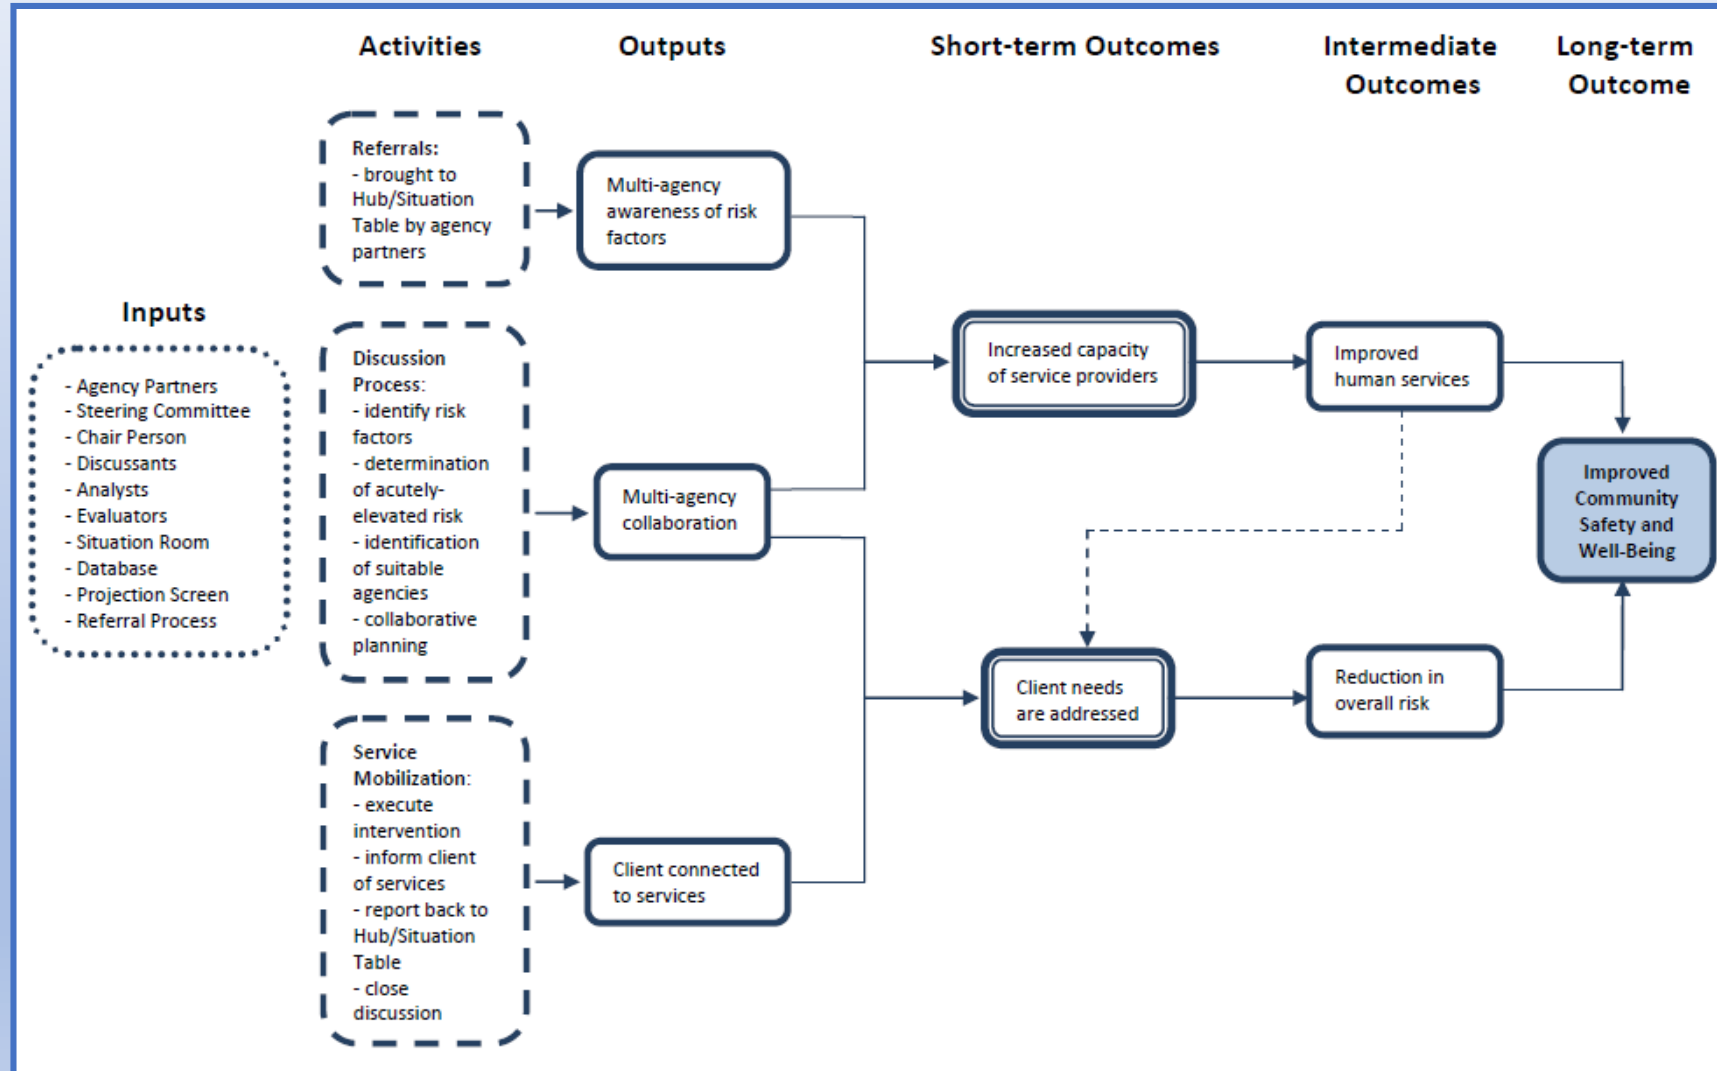 Activities
Outputs
Short-term Outcomes
Intermediate
Outcomes
Long-term
Outcome
Inputs
- Agency Partners
- Steering Committee
- Chair Person
- Discussants
- Analysts
- Evaluators
- Situation Room
- Database
- Projection Screen
- Referral Process
Referrals:
- brought to
Hub/Situation
Table by agency
partners
Discussion
Process:
- identify risk
factors
- determination
of acutely-
elevated risk
- identification
of suitable
agencies
- collaborative
planning
Service
Mobilization:
- execute
intervention
- inform client
of services
- report back to
Hub/Situation
Table
- close
discussion
Multi-agency
awareness of risk
factors
Multi-agency
collaboration
Client connected
to services
Increased capacity
of service providers
Client needs
are addressed
Improved
human services
Reduction in
overall risk
Improved
Community
Safety and
Well-Being